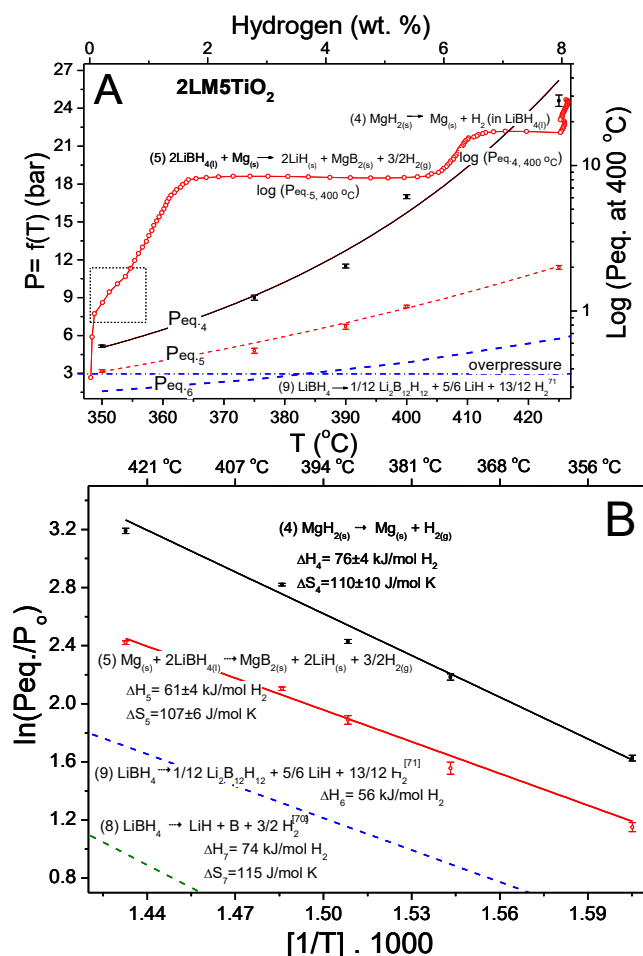 Hydrogen (wt. %)
0 2 4 6 8
A
2LM5TiO2
(4) MgH2(s) → Mg(s) + H2 (in LiBH4(l))
(5) 2LiBH4(l) + Mg(s) → 2LiH(s) + MgB2(s) + 3/2H2(g)
log (Peq-4, 400 °C)
log (Peq-5, 400 °C)
P= f(T) (bar)
27
24
21
18
15
12
9
6
3
Log (Peq. at 400 °C)
10
1
Peq.4
Peq.5
overpressure
Peq.6
(9) LiBH4 → 1/12 Li2B12H12 + 5/6 LiH + 13/12 H2 71
350 360 370 380 390 400 410 420
T (°C)
421 °C 407 °C 394 °C 381 °C 368 °C 356 °C
B
(4) MgH2(s) → Mg(s) + H2(g)
ΔH4= 76±4 kJ/mol H2
ΔS4=110±10 J/mol K
(5) Mg(s) + 2LiBH4(l) → MgB2(s) + 2LiH(s) + 3/2H2(g)
ΔH5= 61±4 kJ/mol H2
ΔS5=107±6 J/mol K
(9) LiBH4 → 1/12 Li2B12H12 + 5/6 LiH + 13/12 H2 [71]
ΔH6= 56 kJ/mol H2
(8) LiBH4 → LiH + B + 3/2 H2 [70]
ΔH7= 74 kJ/mol H2
ΔS7=115 J/mol K
ln(Peq./Po)
3.2
2.8
2.4
2.0
1.6
1.2
0.8
1.44 1.47 1.50 1.53 1.56 1.59
[1/T] . 1000